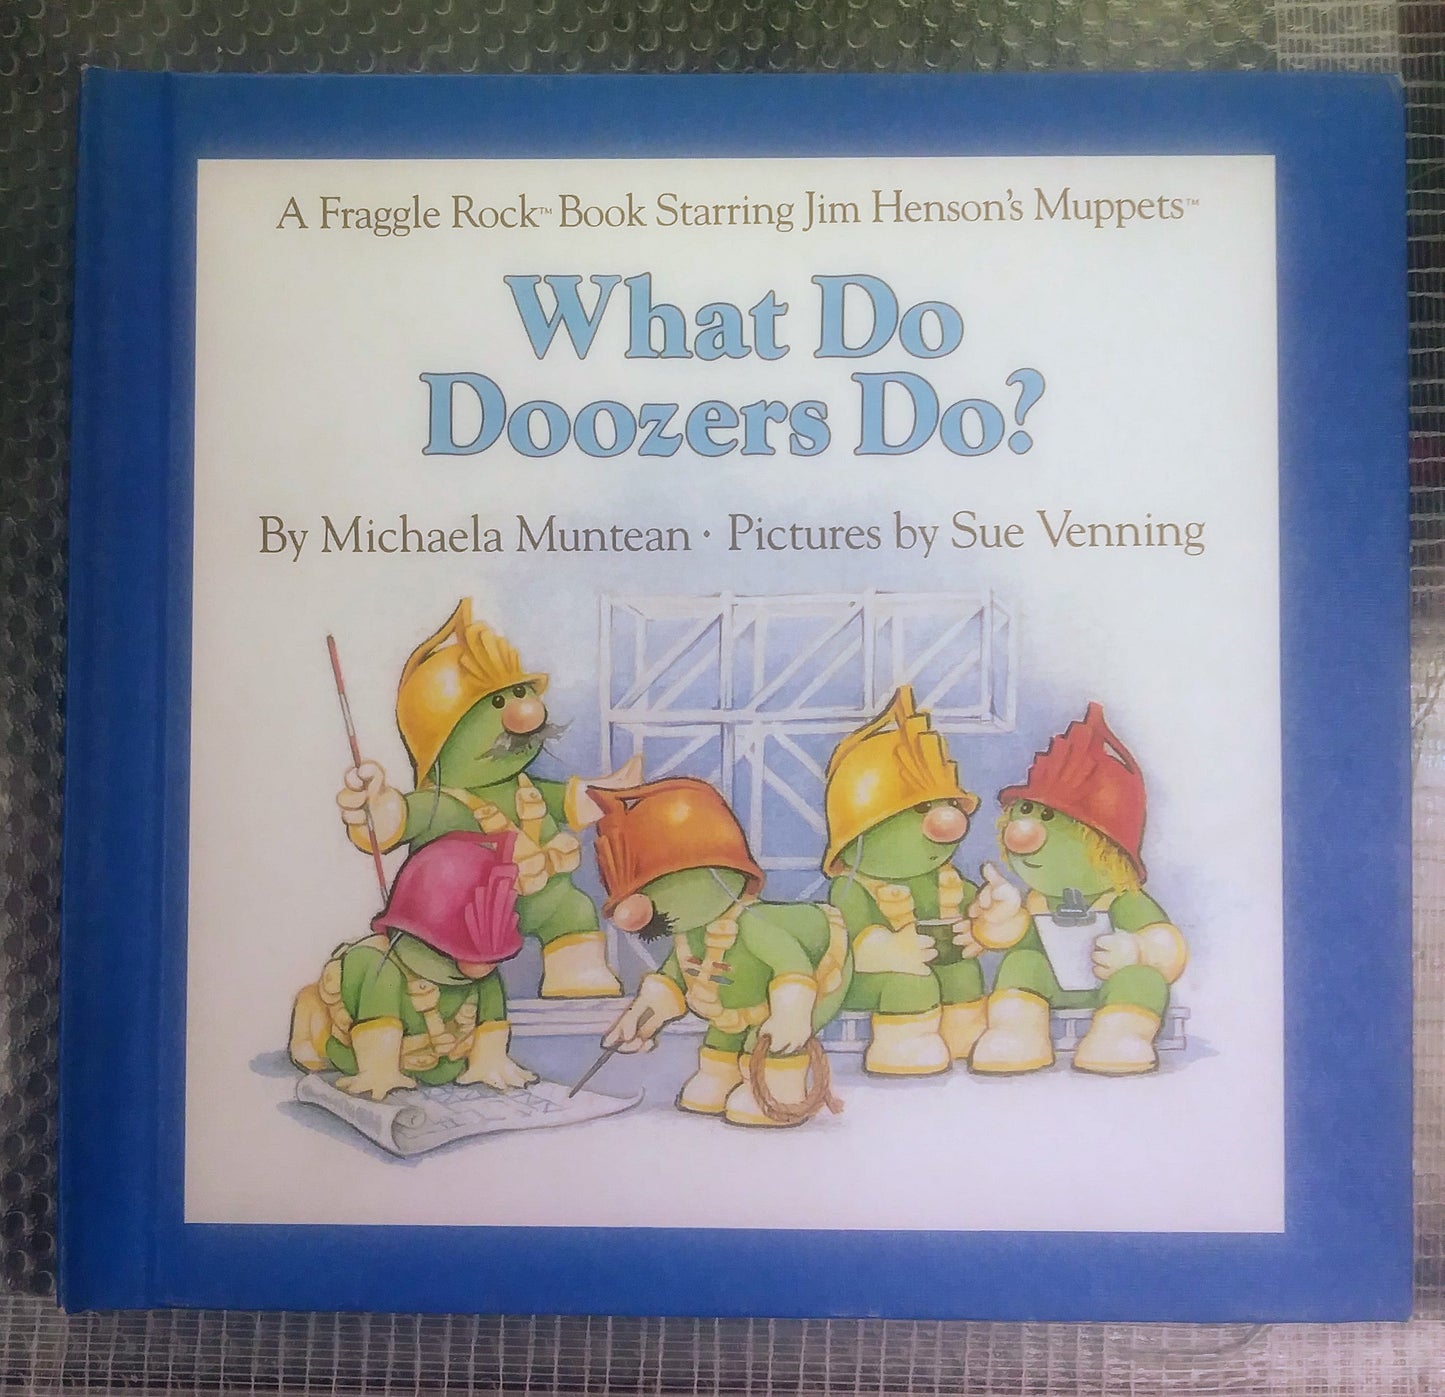 A Fraggle Rock™ Book Starring Jim Henson's Muppets™
What Do
Doozers Do?
By Michaela Muntean · Pictures by Sue Venning